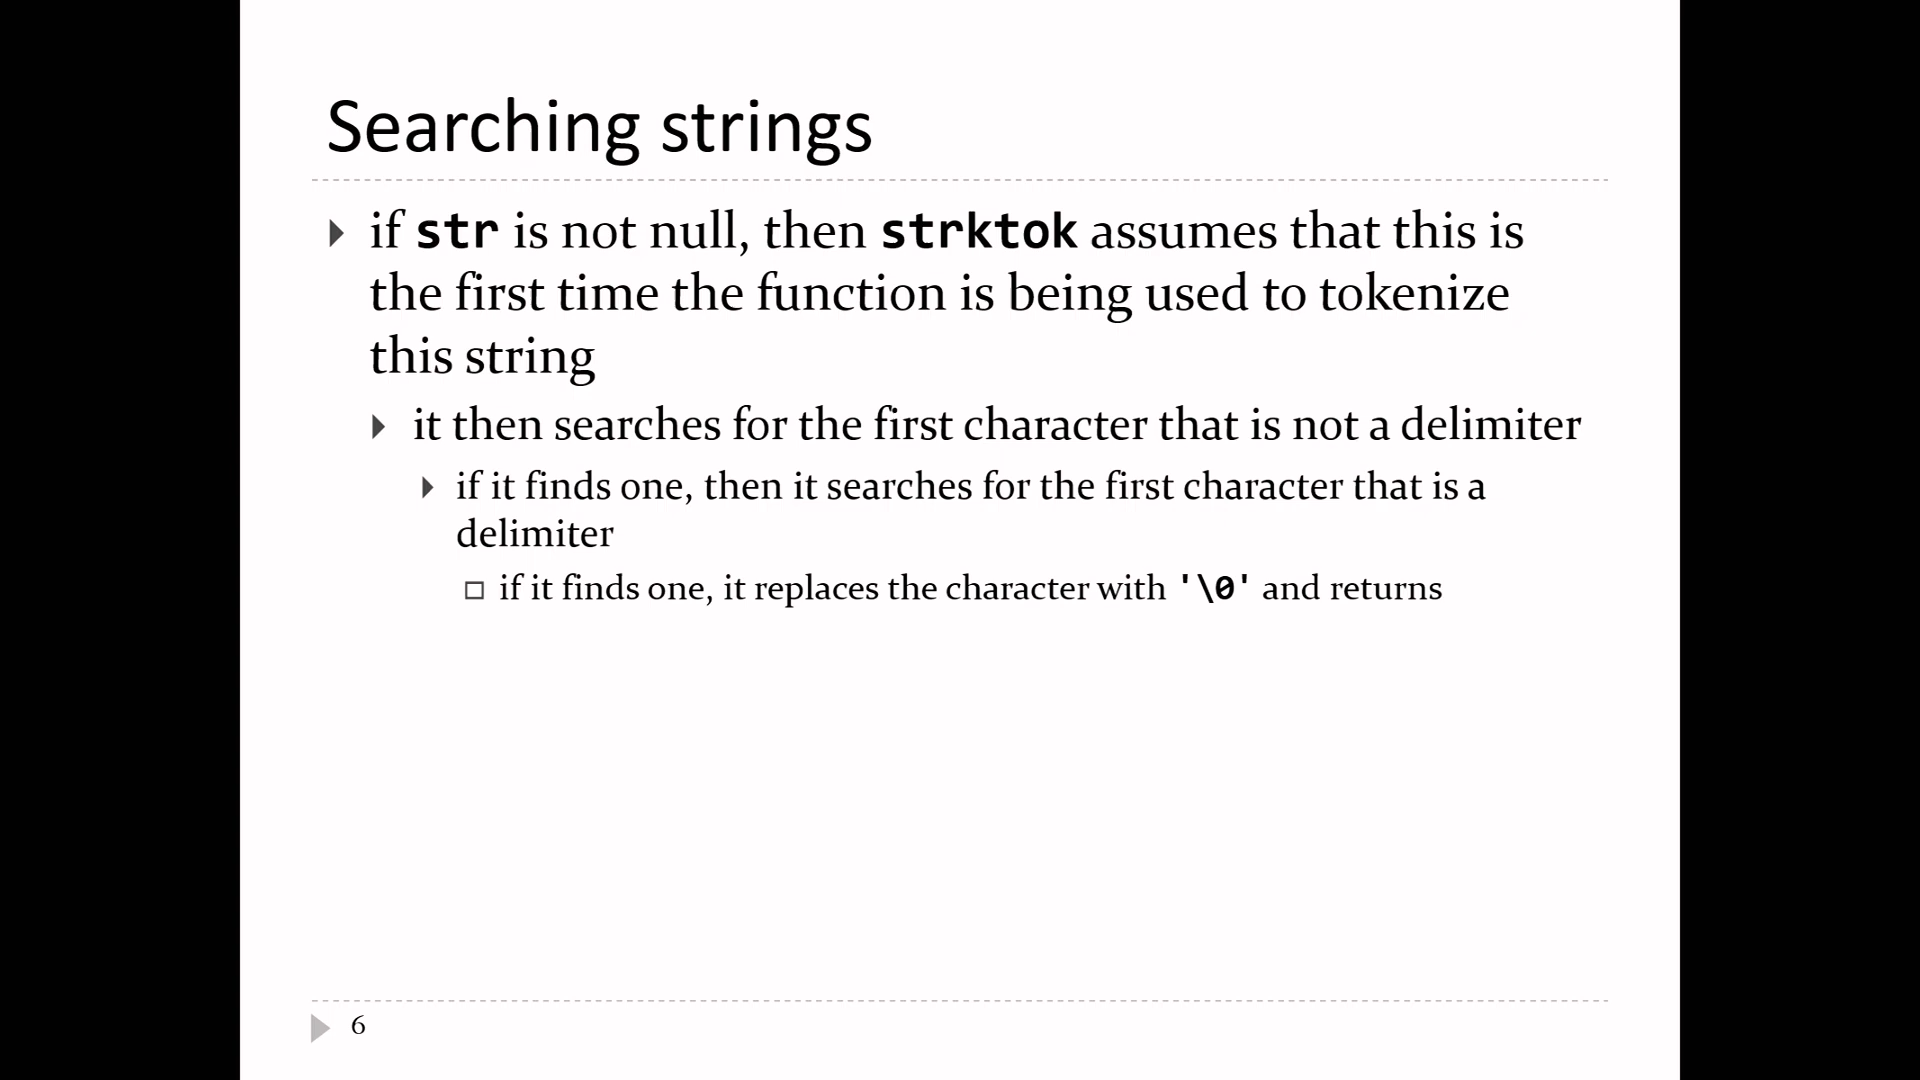 Searching strings
if str is not null, then strktok assumes that this is
the first time the function is being used to tokenize
this string
it then searches for the first character that is not a delimiter
if it finds one, then it searches for the first character that is a
delimiter
if it finds one, it replaces the character with '\0' and returns
6